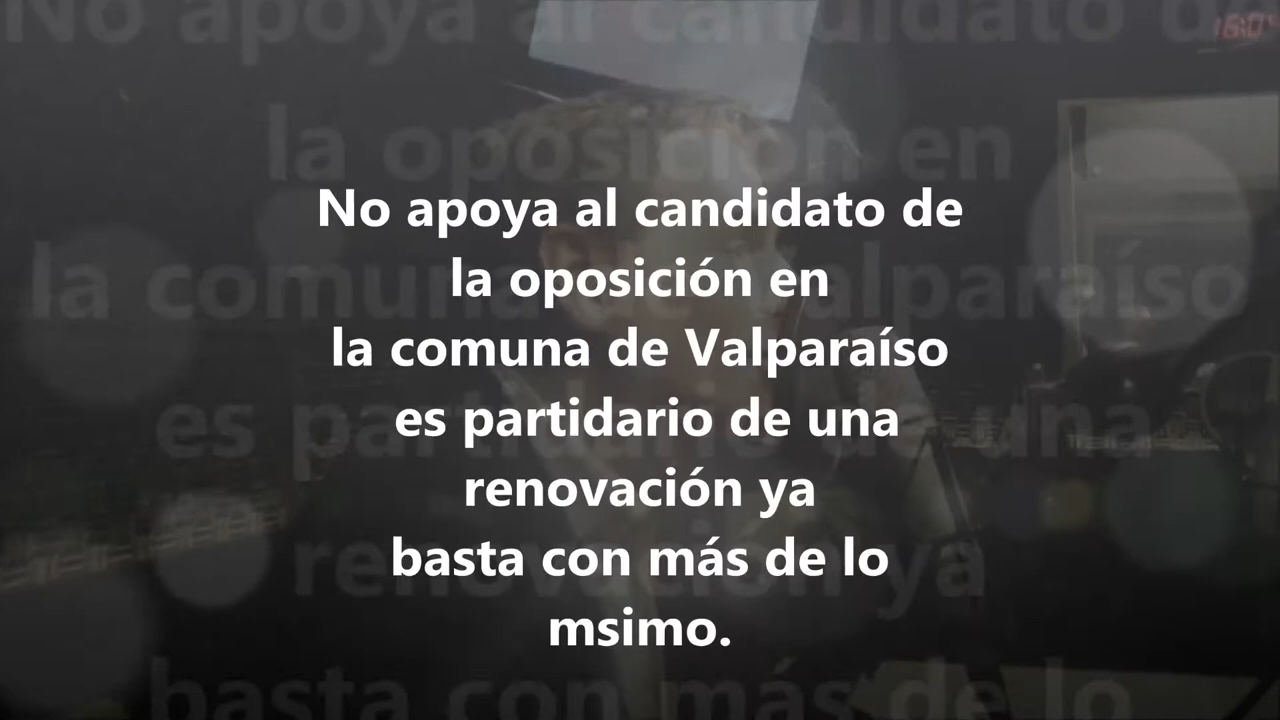 No apoya al candidato de
la oposición en
la comuna de Valparaíso
es partidario de una
renovación ya
basta con más de lo
msimo.